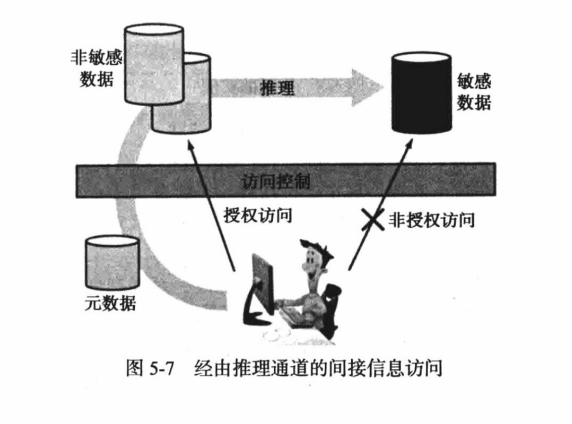 非敏感
数据
推理
敏感
数据
访问控制
授权访问
非授权访问
元数据
图 5-7 经由推理通道的间接信息访问